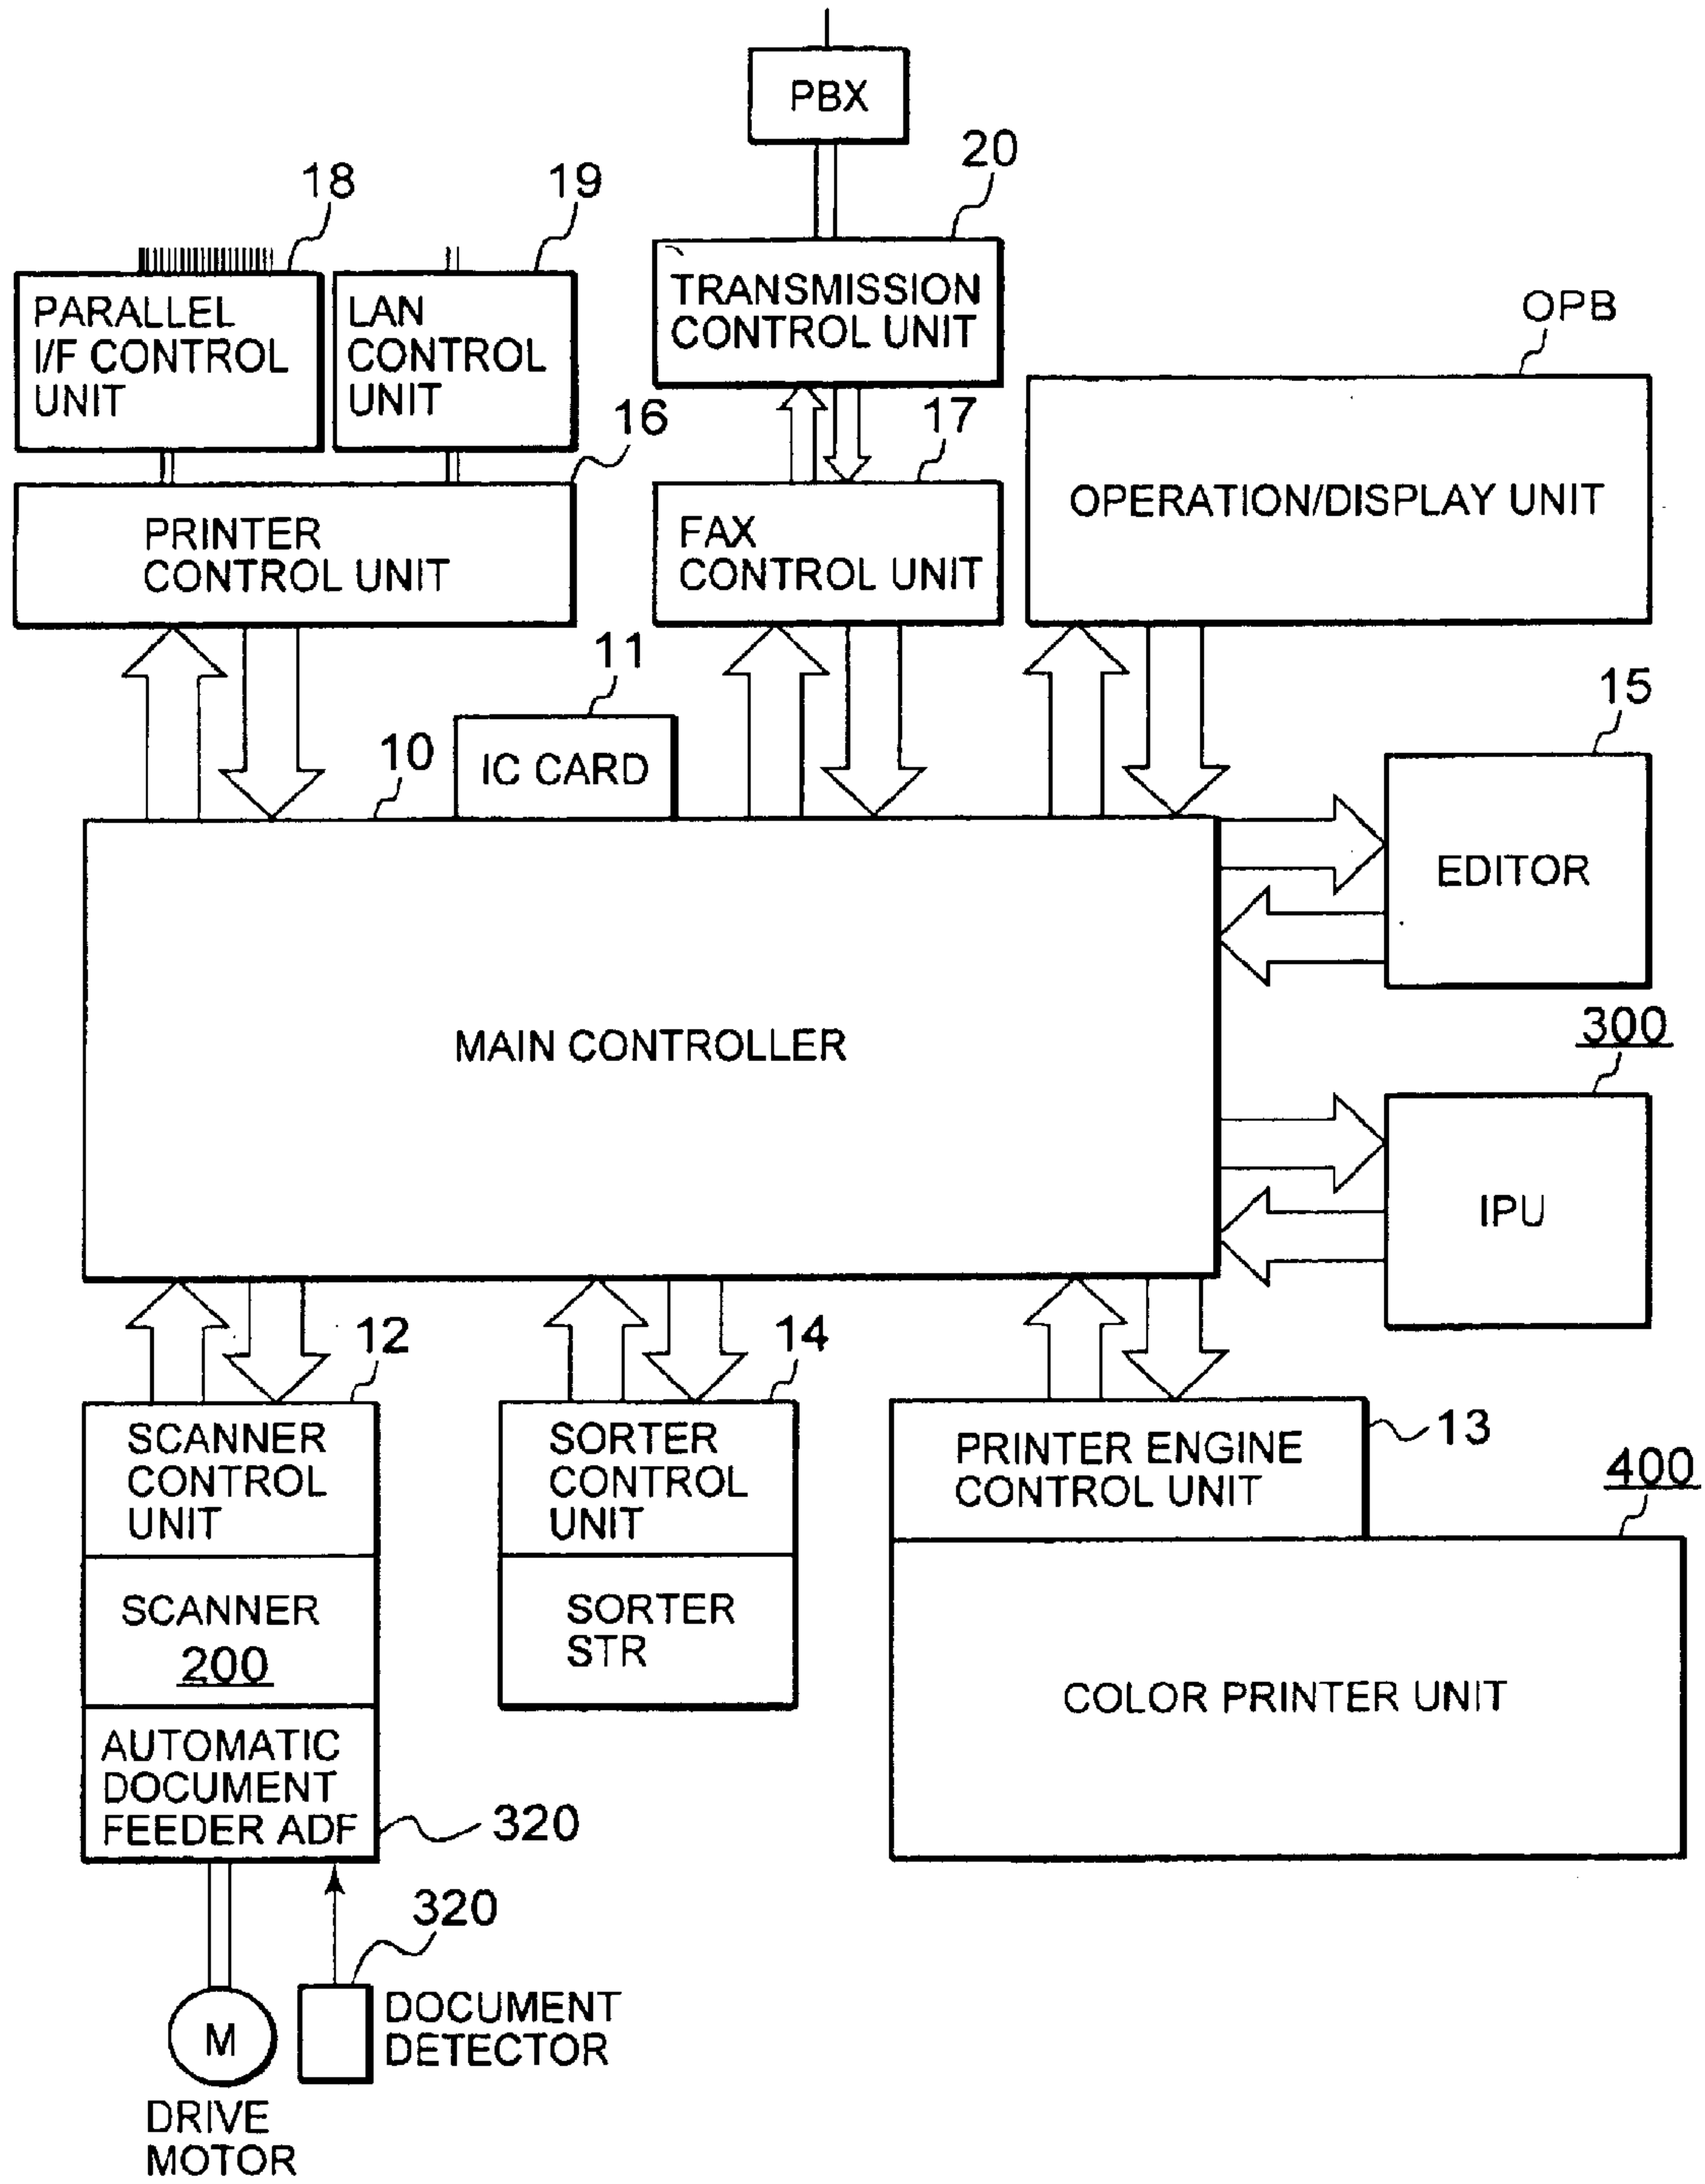 PBX
20
18
19
TRANSMISSION
CONTROL UNIT
PARALLEL
I/F CONTROL
UNIT
LAN
CONTROL
UNIT
OPB
16
17
OPERATION/DISPLAY UNIT
PRINTER
CONTROL UNIT
FAX
CONTROL UNIT
11
15
10
IC CARD
EDITOR
MAIN CONTROLLER
300
IPU
12
14
13
SCANNER
CONTROL
UNIT
SORTER
CONTROL
UNIT
PRINTER ENGINE
CONTROL UNIT
400
SCANNER
200
SORTER
STR
COLOR PRINTER UNIT
AUTOMATIC
DOCUMENT
FEEDER ADF
320
320
M
DOCUMENT
DETECTOR
DRIVE
MOTOR